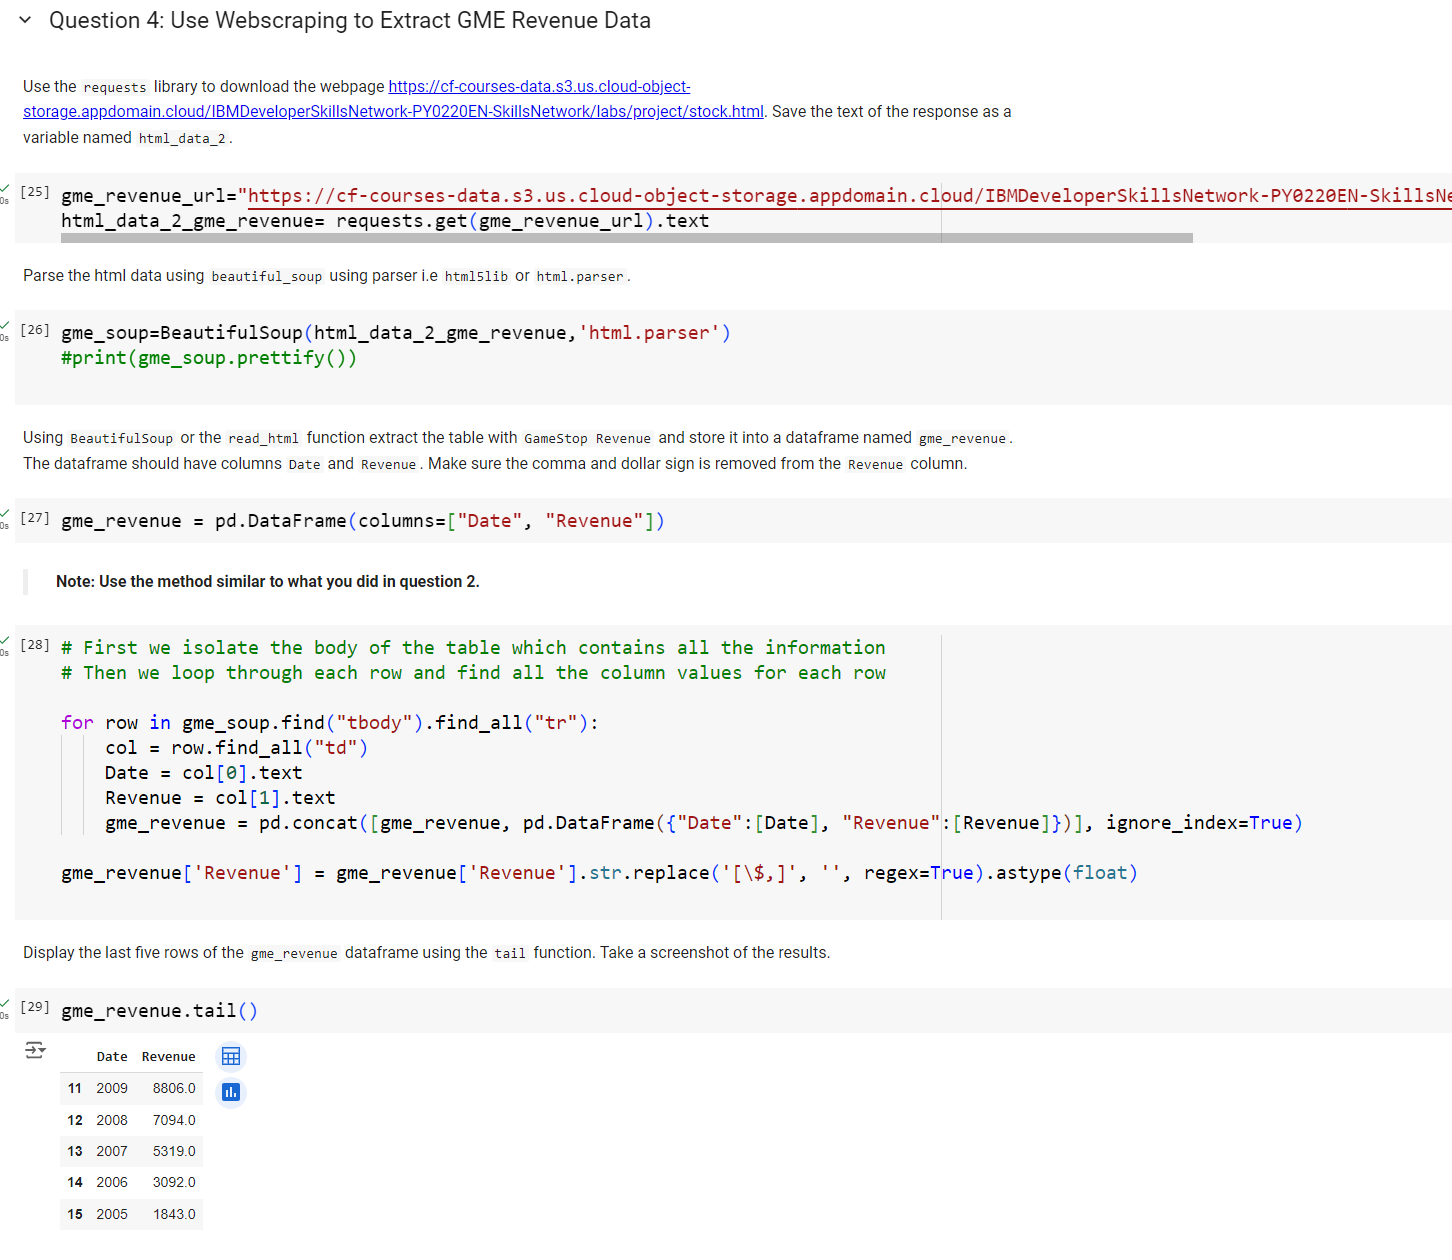 Question 4: Use Webscraping to Extract GME Revenue Data
Use the requests library to download the webpage https://cf-courses-data.s3.us.cloud-object-
storage.appdomain.cloud/IBMDeveloperSkillsNetwork-PY0220EN-SkillsNetwork/labs/project/stock.html. Save the text of the response as a
variable named html_data_2.
[25] gme_revenue_url="https://cf-courses-data.s3.us.cloud-object-storage.appdomain.cloud/IBMDeveloperSkillsNetwork-PY0220EN-SkillsNe
0s
html_data_2_gme_revenue= requests.get(gme_revenue_url).text
Parse the html data using beautiful_soup using parser i.e html5lib or html.parser.
[26] gme_soup=BeautifulSoup(html_data_2_gme_revenue,'html.parser')
0s
#print(gme_soup.prettify())
Using BeautifulSoup or the read_html function extract the table with GameStop Revenue and store it into a dataframe named gme_revenue.
The dataframe should have columns Date and Revenue. Make sure the comma and dollar sign is removed from the Revenue column.
[27] gme_revenue = pd.DataFrame(columns=["Date", "Revenue"])
0s
Note: Use the method similar to what you did in question 2.
[28] # First we isolate the body of the table which contains all the information
0s
# Then we loop through each row and find all the column values for each row
for row in gme_soup.find("tbody").find_all("tr"):
    col = row.find_all("td")
    Date = col[0].text
    Revenue = col[1].text
    gme_revenue = pd.concat([gme_revenue, pd.DataFrame({"Date":[Date], "Revenue":[Revenue]})], ignore_index=True)
gme_revenue['Revenue'] = gme_revenue['Revenue'].str.replace('[\$,]', '', regex=True).astype(float)
Display the last five rows of the gme_revenue dataframe using the tail function. Take a screenshot of the results.
[29] gme_revenue.tail()
0s
Date Revenue
11 2009 8806.0
12 2008 7094.0
13 2007 5319.0
14 2006 3092.0
15 2005 1843.0